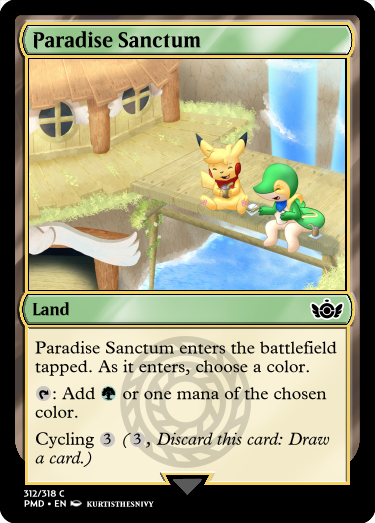 Paradise Sanctum
Land
Paradise Sanctum enters the battlefield
tapped. As it enters, choose a color.
: Add or one mana of the chosen
color.
Cycling 3 (3, Discard this card: Draw
a card.)
312/318 C
PMD • EN KURTISTHESNIVY